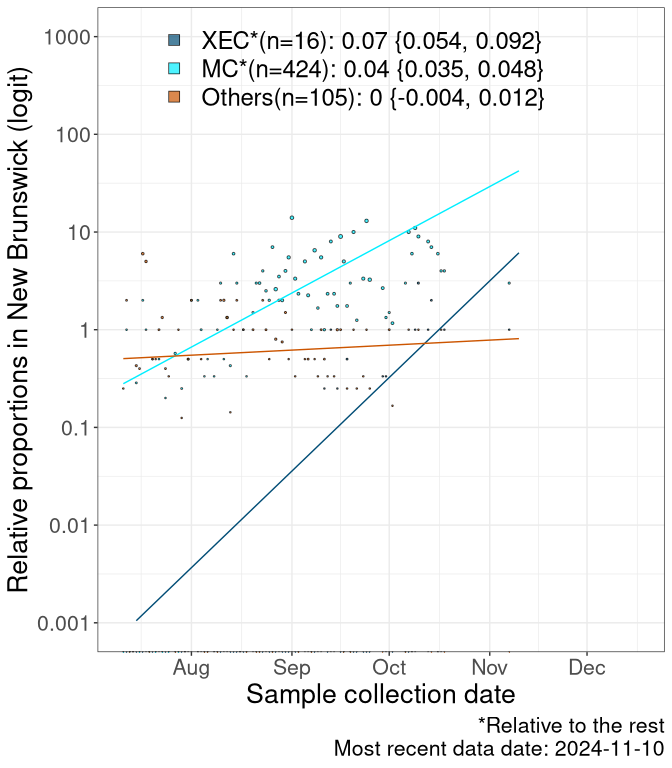 XEC*(n=16): 0.07 {0.054, 0.092}
MC*(n=424): 0.04 {0.035, 0.048}
Others(n=105): 0 {-0.004, 0.012}
Relative proportions in New Brunswick (logit)
1000
100
10
1
0.1
0.01
0.001
Aug Sep Oct Nov Dec
Sample collection date
*Relative to the rest
Most recent data date: 2024-11-10